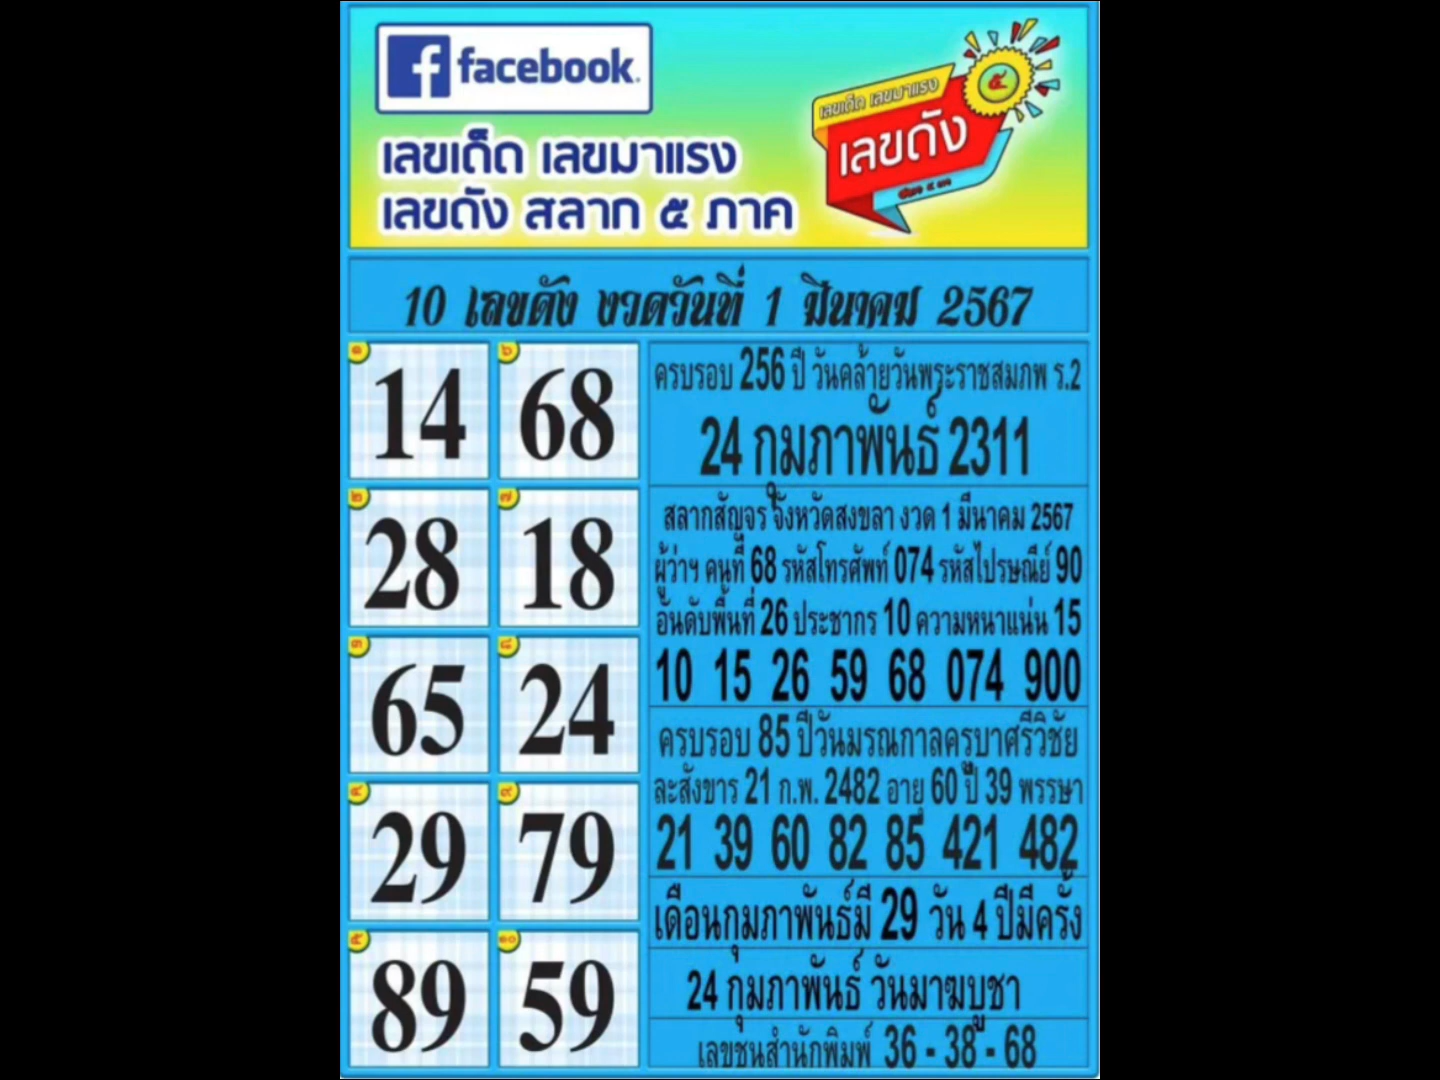 facebook.
เลขเด็ด เลขมาแรง
เลขดัง สลาก ๕ ภาค
เลขเด็ด เลขมาแรง
๕
เลขดัง
10 เลขดัง งวดวันที่ 1 มีนาคม 2567
๑ 14
๖ 68
๒ 28
๗ 18
๓ 65
๘ 24
๔ 29
๙ 79
๕ 89
๑๐ 59
ครบรอบ 256 ปี วันคล้ายวันพระราชสมภพ ร.2
24 กุมภาพันธ์ 2311
สลากสัญจร จังหวัดสงขลา งวด 1 มีนาคม 2567
ผู้ว่าฯ คนที่ 68 รหัสโทรศัพท์ 074 รหัสไปรษณีย์ 90
อันดับพื้นที่ 26 ประชากร 10 ความหนาแน่น 15
10 15 26 59 68 074 900
ครบรอบ 85 ปีวันมรณกาลครูบาศรีวิชัย
ละสังขาร 21 ก.พ. 2482 อายุ 60 ปี 39 พรรษา
21 39 60 82 85 421 482
เดือนกุมภาพันธ์มี 29 วัน 4 ปีมีครั้ง
24 กุมภาพันธ์ วันมาฆบูชา
เลขชนสำนักพิมพ์ 36 - 38 - 68